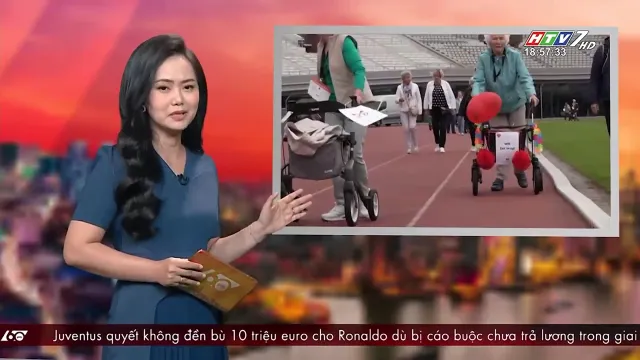 HTV7 HD
18:57:33
60
Juventus quyết không đền bù 10 triệu euro cho Ronaldo dù bị cáo buộc chưa trả lương trong giai